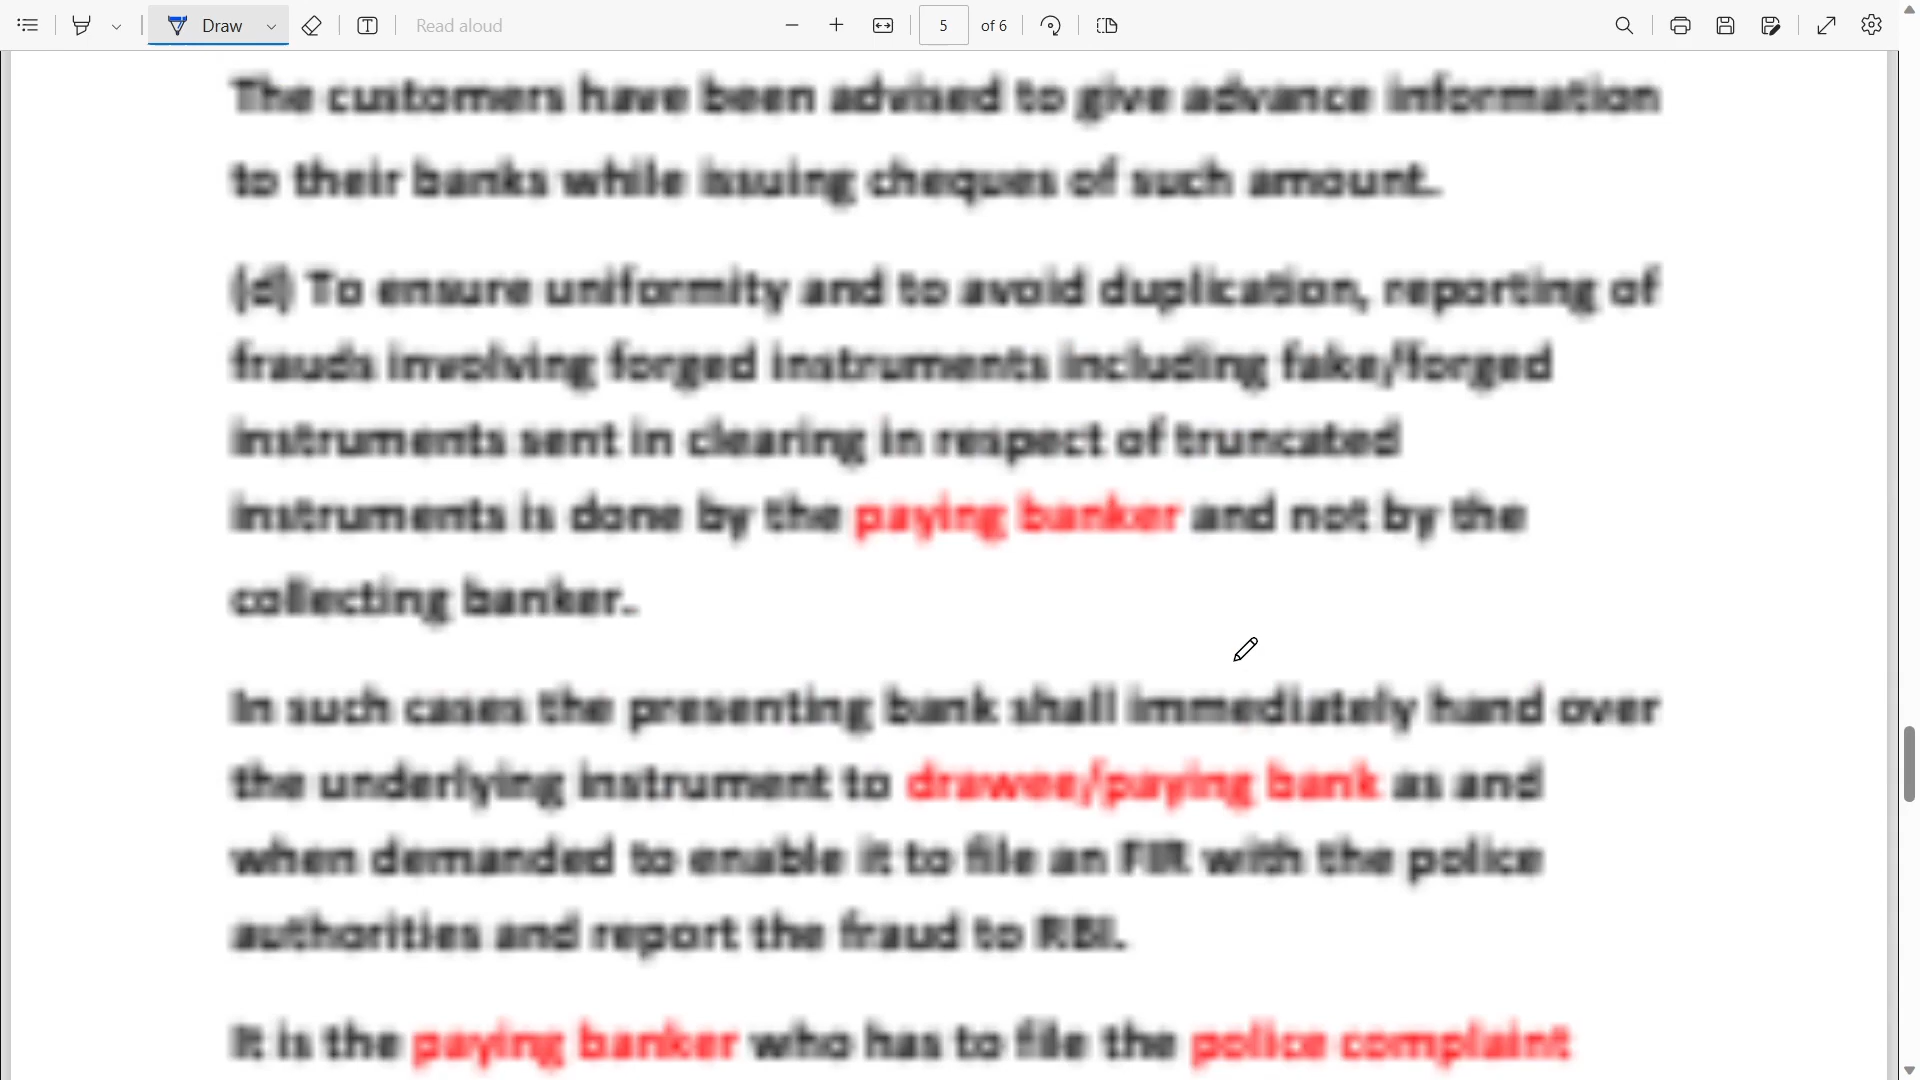 Draw
Read aloud
5 of 6
The customers have been advised to give advance information
to their banks while issuing cheques of such amount.
(d) To ensure uniformity and to avoid duplication, reporting of
frauds involving forged instruments including fake/forged
instruments sent in clearing in respect of truncated
instruments is done by the paying banker and not by the
collecting banker.
In such cases the presenting bank shall immediately hand over
the underlying instrument to drawee/paying bank as and
when demanded to enable it to file an FIR with the police
authorities and report the fraud to RBI.
It is the paying banker who has to file the police complaint